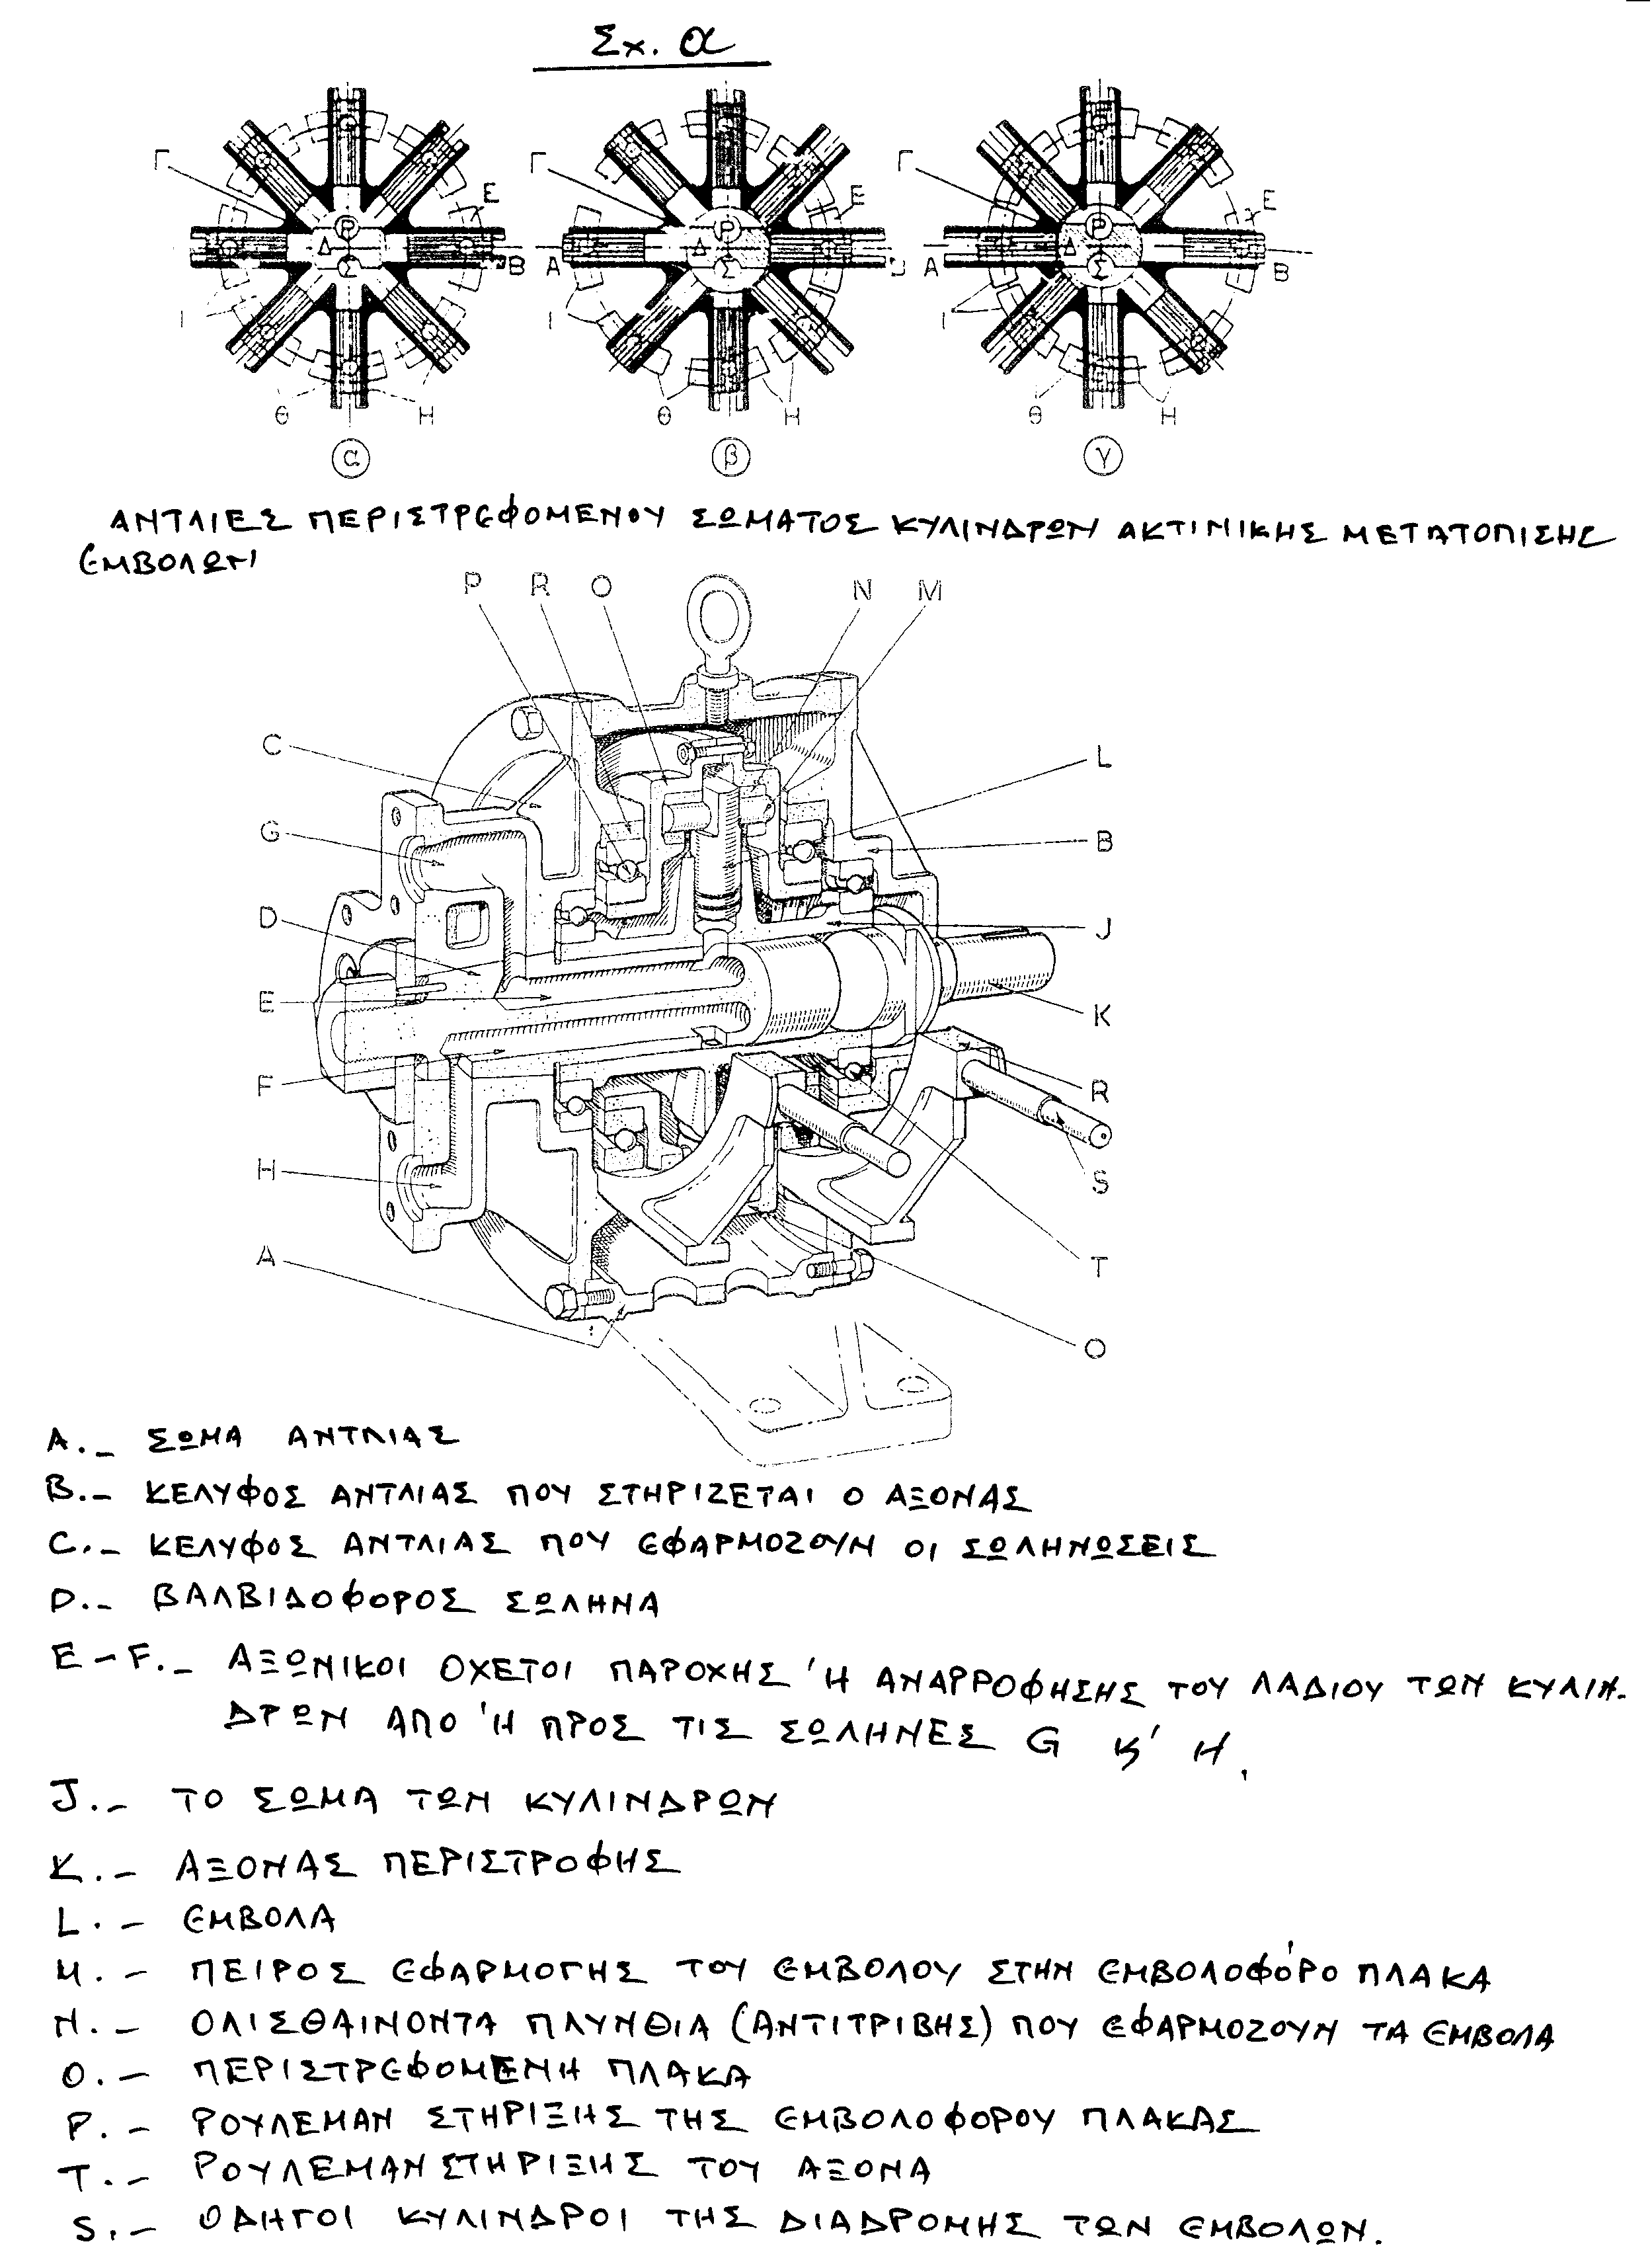 Σχ. α
Γ Γ Γ
Ρ Ρ Ρ
Ε Ε Ε
Δ Δ Δ
Σ Σ Σ
Β Α Α Β
Ι Ι Ι
Θ Η Θ Η Θ Η
α β γ
ΑΝΤΛΙΕΣ ΠΕΡΙΣΤΡΕΦΟΜΕΝΟΥ ΣΩΜΑΤΟΣ ΚΥΛΙΝΔΡΩΝ ΑΚΤΙΝΙΚΗΣ ΜΕΤΑΤΟΠΙΣΗΣ
ΕΜΒΟΛΩΝ
P R O N M
C L
G B
D J
E K
F R
H S
A T
O
A._ ΣΩΜΑ ΑΝΤΛΙΑΣ
B._ ΚΕΛΥΦΟΣ ΑΝΤΛΙΑΣ ΠΟΥ ΣΤΗΡΙΖΕΤΑΙ Ο ΑΞΟΝΑΣ
C._ ΚΕΛΥΦΟΣ ΑΝΤΛΙΑΣ ΠΟΥ ΕΦΑΡΜΟΖΟΥΝ ΟΙ ΣΩΛΗΝΩΣΕΙΣ
D._ ΒΑΛΒΙΔΟΦΟΡΟΣ ΣΩΛΗΝΑ
E-F._ ΑΞΩΝΙΚΟΙ ΟΧΕΤΟΙ ΠΑΡΟΧΗΣ 'Η ΑΝΑΡΡΟΦΗΣΗΣ ΤΟΥ ΛΑΔΙΟΥ ΤΩΝ ΚΥΛΙΝ-
ΔΡΩΝ ΑΠΟ 'Η ΠΡΟΣ ΤΙΣ ΣΩΛΗΝΕΣ G Κ' H.
J._ ΤΟ ΣΩΜΑ ΤΩΝ ΚΥΛΙΝΔΡΩΝ
K._ ΑΞΟΝΑΣ ΠΕΡΙΣΤΡΟΦΗΣ
L._ ΕΜΒΟΛΑ
M._ ΠΕΙΡΟΣ ΕΦΑΡΜΟΓΗΣ ΤΟΥ ΕΜΒΟΛΟΥ ΣΤΗΝ ΕΜΒΟΛΟΦΌΡΟ ΠΛΑΚΑ
N._ ΟΛΙΣΘΑΙΝΟΝΤΑ ΠΛΥΝΘΙΑ (ΑΝΤΙΤΡΙΒΗΣ) ΠΟΥ ΕΦΑΡΜΟΖΟΥΝ ΤΑ ΕΜΒΟΛΑ
O._ ΠΕΡΙΣΤΡΕΦΟΜΕΝΗ ΠΛΑΚΑ
P._ ΡΟΥΛΕΜΑΝ ΣΤΗΡΙΞΗΣ ΤΗΣ ΕΜΒΟΛΟΦΟΡΟΥ ΠΛΑΚΑΣ
T._ ΡΟΥΛΕΜΑΝ ΣΤΗΡΙΞΗΣ ΤΟΥ ΑΞΟΝΑ
S._ ΟΔΗΓΟΙ ΚΥΛΙΝΔΡΟΙ ΤΗΣ ΔΙΑΔΡΟΜΗΣ ΤΩΝ ΕΜΒΟΛΩΝ.